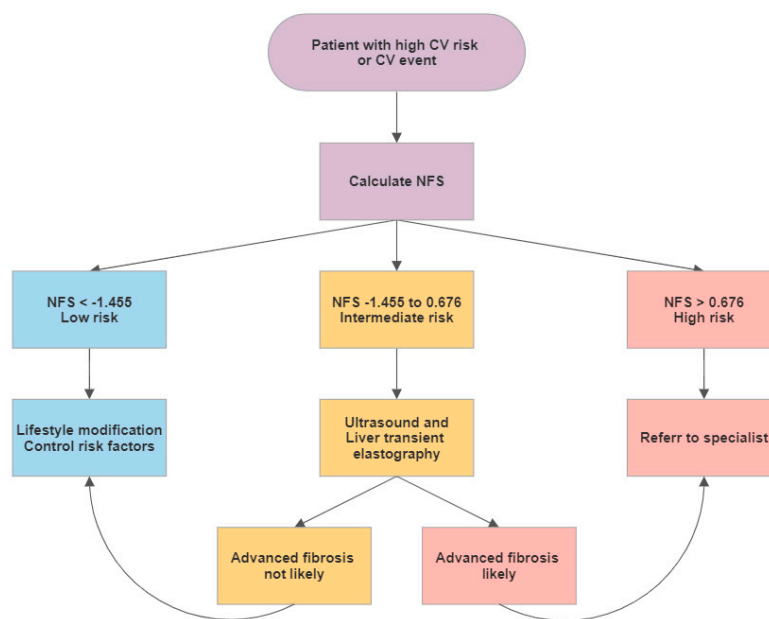 Patient with high CV risk
or CV event
Calculate NFS
NFS < -1.455
Low risk
NFS -1.455 to 0.676
Intermediate risk
NFS > 0.676
High risk
Lifestyle modification
Control risk factors
Ultrasound and
Liver transient
elastography
Referr to specialist
Advanced fibrosis
not likely
Advanced fibrosis
likely